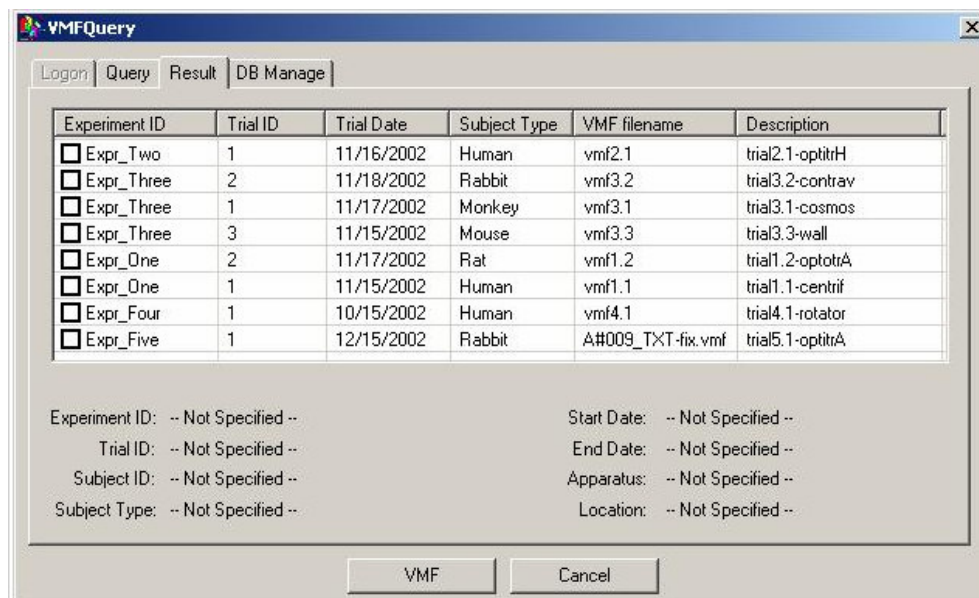 VMFQuery
Logon Query Result DB Manage
Experiment ID Trial ID Trial Date Subject Type VMF filename Description
Expr_Two 1 11/16/2002 Human vmf2.1 trial2.1-optitrH
Expr_Three 2 11/18/2002 Rabbit vmf3.2 trial3.2-contrav
Expr_Three 1 11/17/2002 Monkey vmf3.1 trial3.1-cosmos
Expr_Three 3 11/15/2002 Mouse vmf3.3 trial3.3-wall
Expr_One 2 11/17/2002 Rat vmf1.2 trial1.2-optotrA
Expr_One 1 11/15/2002 Human vmf1.1 trial1.1-centrif
Expr_Four 1 10/15/2002 Human vmf4.1 trial4.1-rotator
Expr_Five 1 12/15/2002 Rabbit A#009_TXT-fix.vmf trial5.1-optitrA
Experiment ID: -- Not Specified -- Start Date: -- Not Specified --
Trial ID: -- Not Specified -- End Date: -- Not Specified --
Subject ID: -- Not Specified -- Apparatus: -- Not Specified --
Subject Type: -- Not Specified -- Location: -- Not Specified --
VMF Cancel